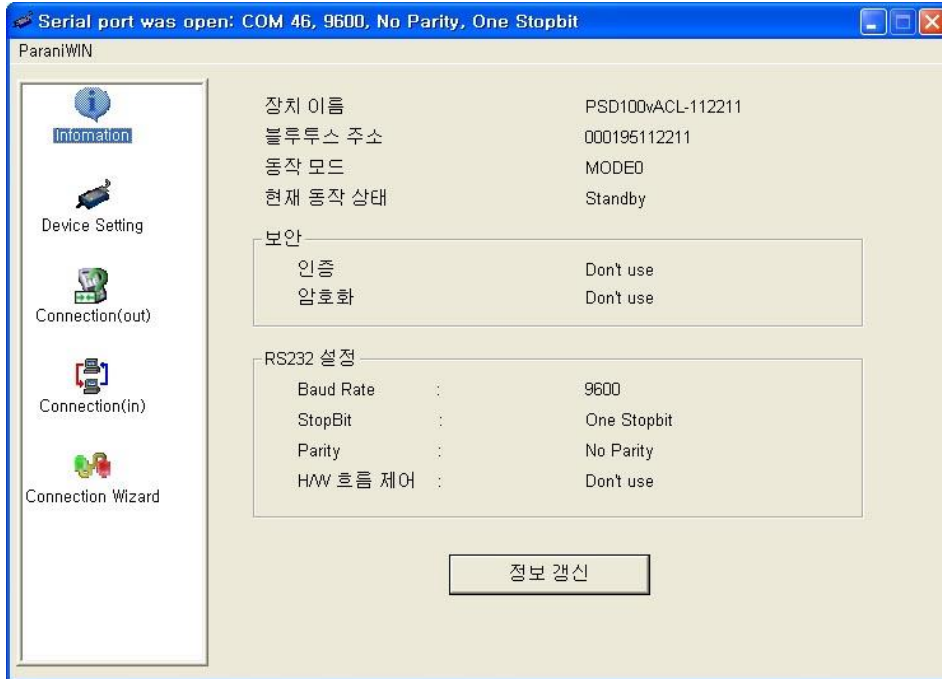 Serial port was open: COM 46, 9600, No Parity, One Stopbit
ParaniWIN
Infomation
Device Setting
Connection(out)
Connection(in)
Connection Wizard
장치 이름 PSD100vACL-112211
블루투스 주소 000195112211
동작 모드 MODE0
현재 동작 상태 Standby
보안
인증 Don't use
암호화 Don't use
RS232 설정
Baud Rate : 9600
StopBit : One Stopbit
Parity : No Parity
H/W 흐름 제어 : Don't use
정보 갱신